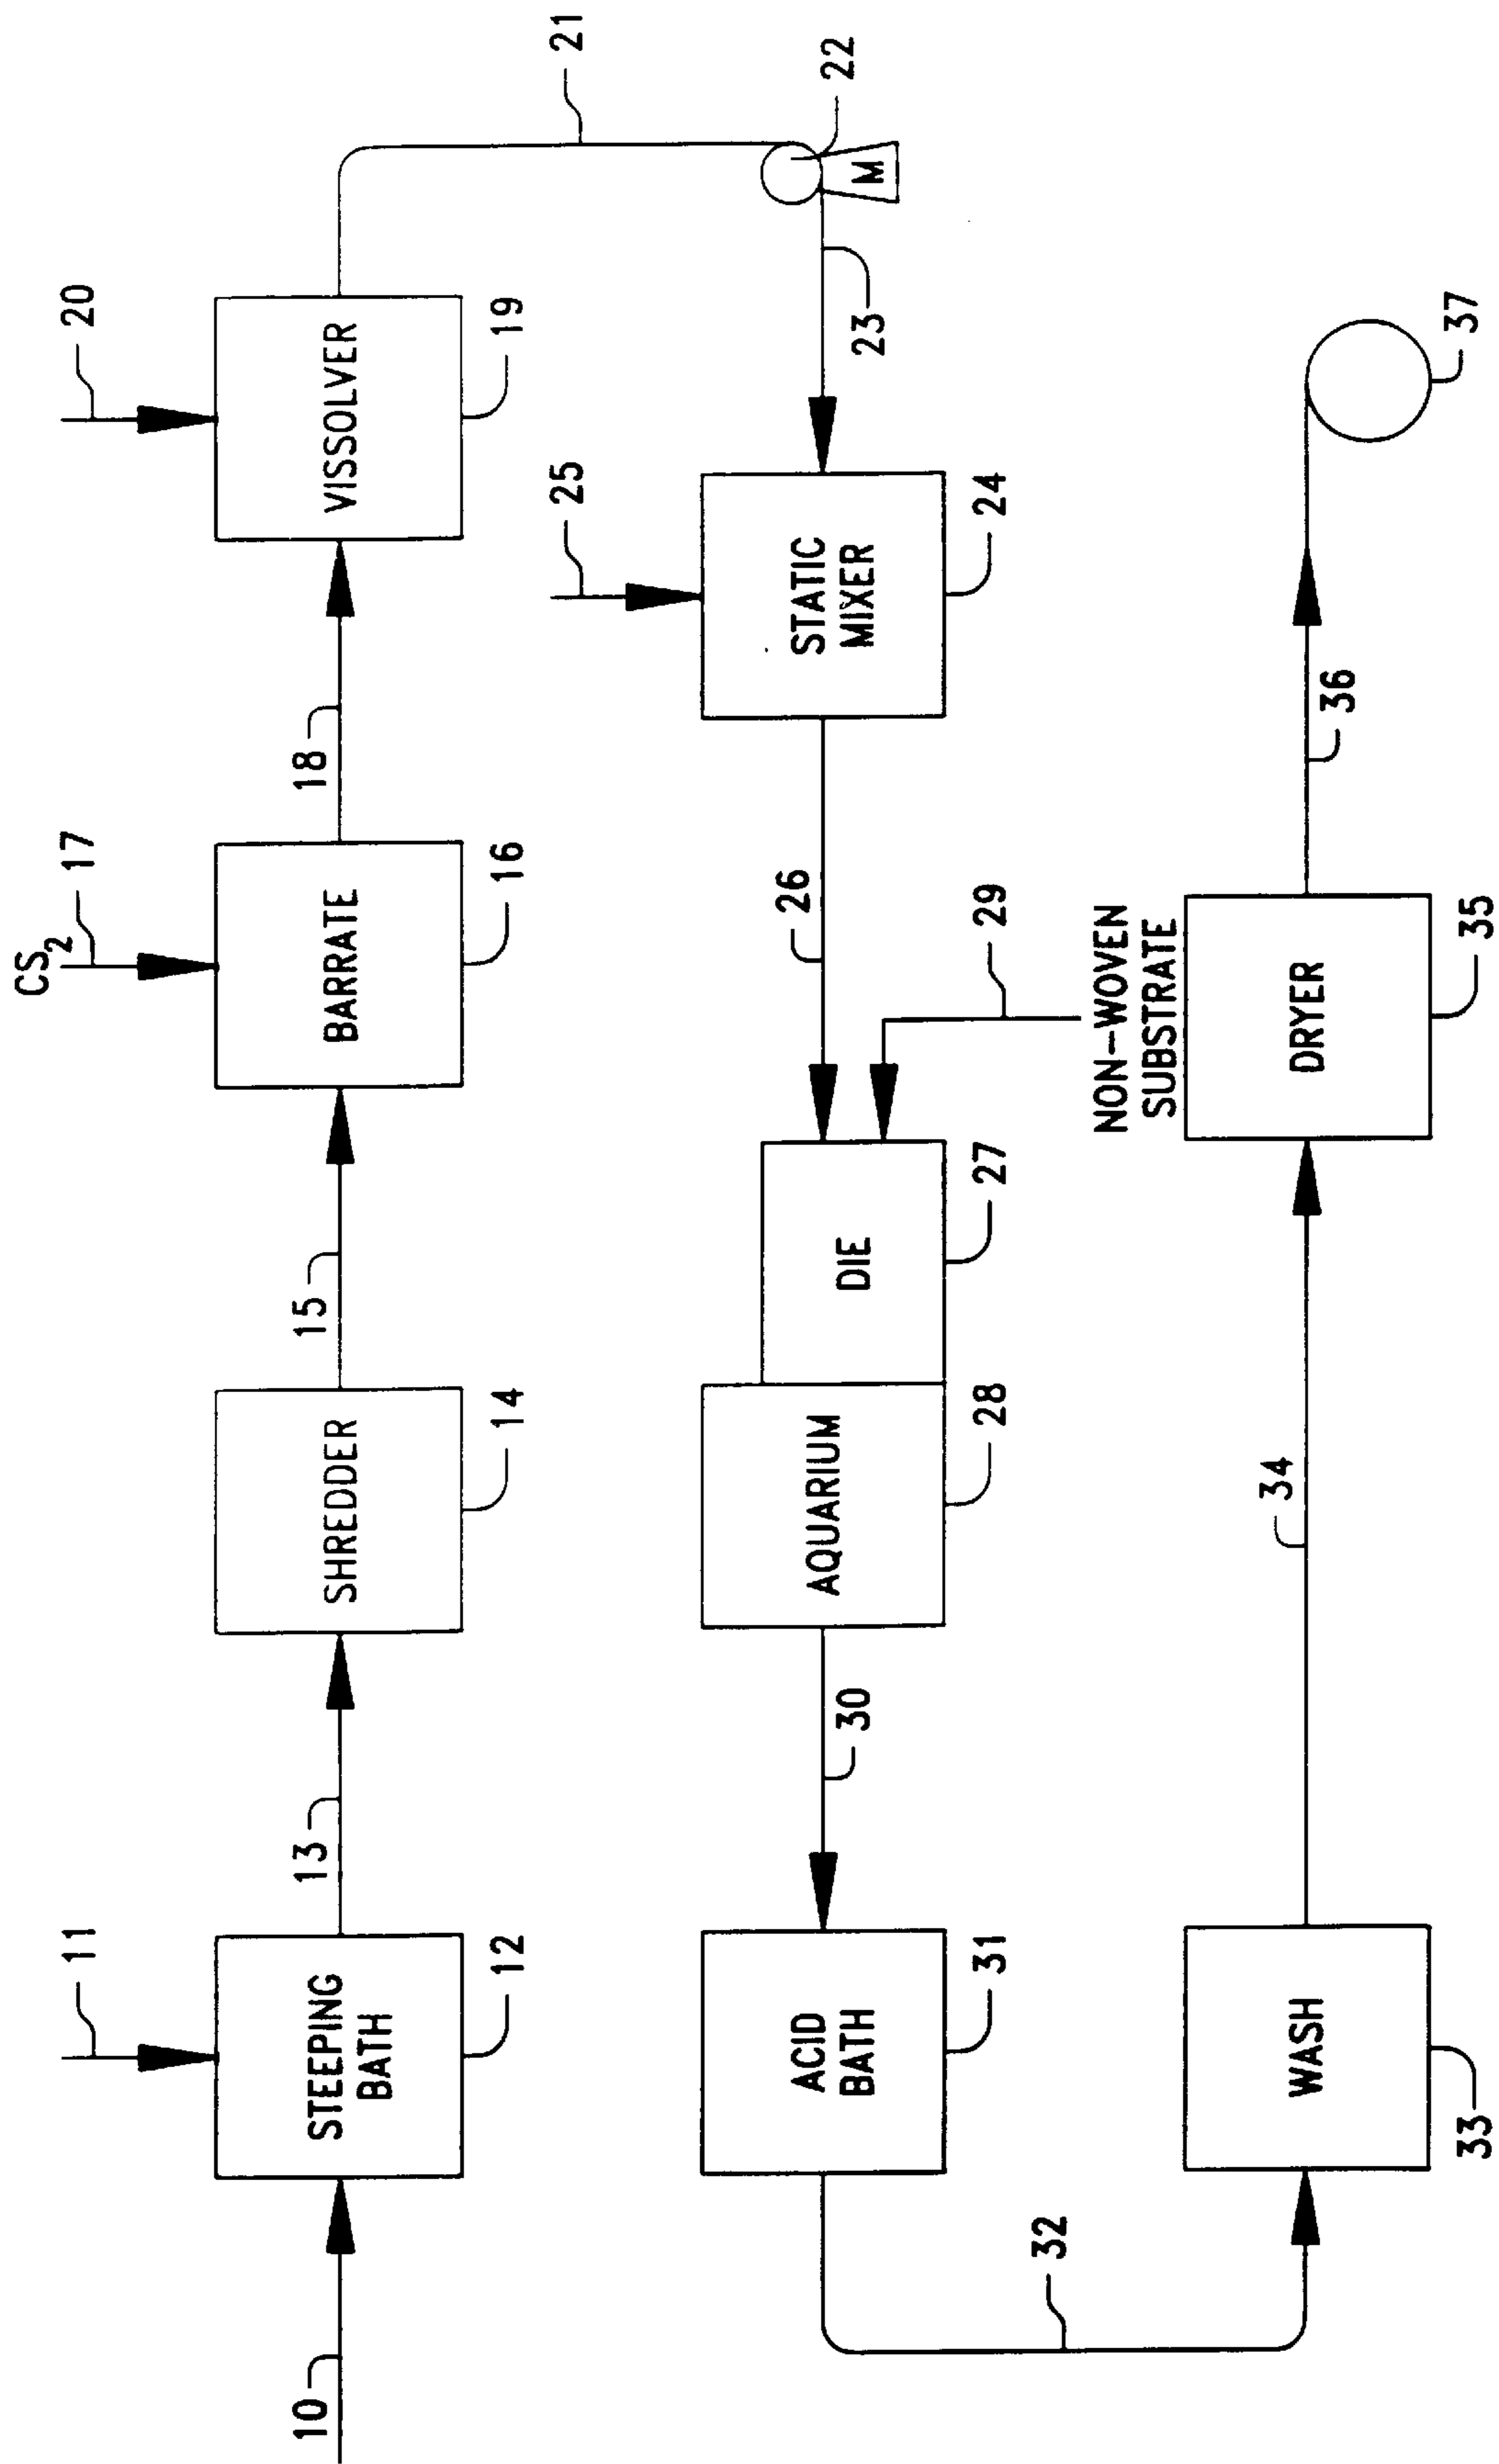 10
11
STEEPING
BATH
12
13
SHREDDER
14
15
CS2
17
BARRATE
16
18
20
VISSOLVER
19
21
22
M
23
25
STATIC
MIXER
24
26
29
NON-WOVEN
SUBSTRATE
DIE
27
AQUARIUM
28
30
ACID
BATH
31
32
WASH
33
34
DRYER
35
36
37